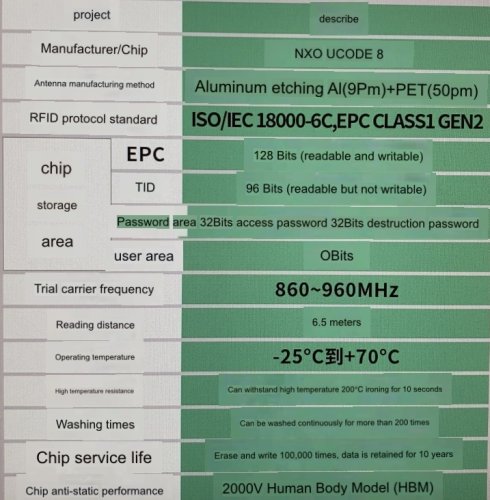 project describe
Manufacturer/Chip NXO UCODE 8
Antenna manufacturing method Aluminum etching Al(9Pm)+PET(50pm)
RFID protocol standard ISO/IEC 18000-6C,EPC CLASS1 GEN2
chip storage area
EPC 128 Bits (readable and writable)
TID 96 Bits (readable but not writable)
Password area 32Bits access password 32Bits destruction password
user area OBits
Trial carrier frequency 860~960MHz
Reading distance 6.5 meters
Operating temperature -25°C到+70°C
High temperature resistance Can withstand high temperature 200°C ironing for 10 seconds
Washing times Can be washed continuously for more than 200 times
Chip service life Erase and write 100,000 times, data is retained for 10 years
Chip anti-static performance 2000V Human Body Model (HBM)